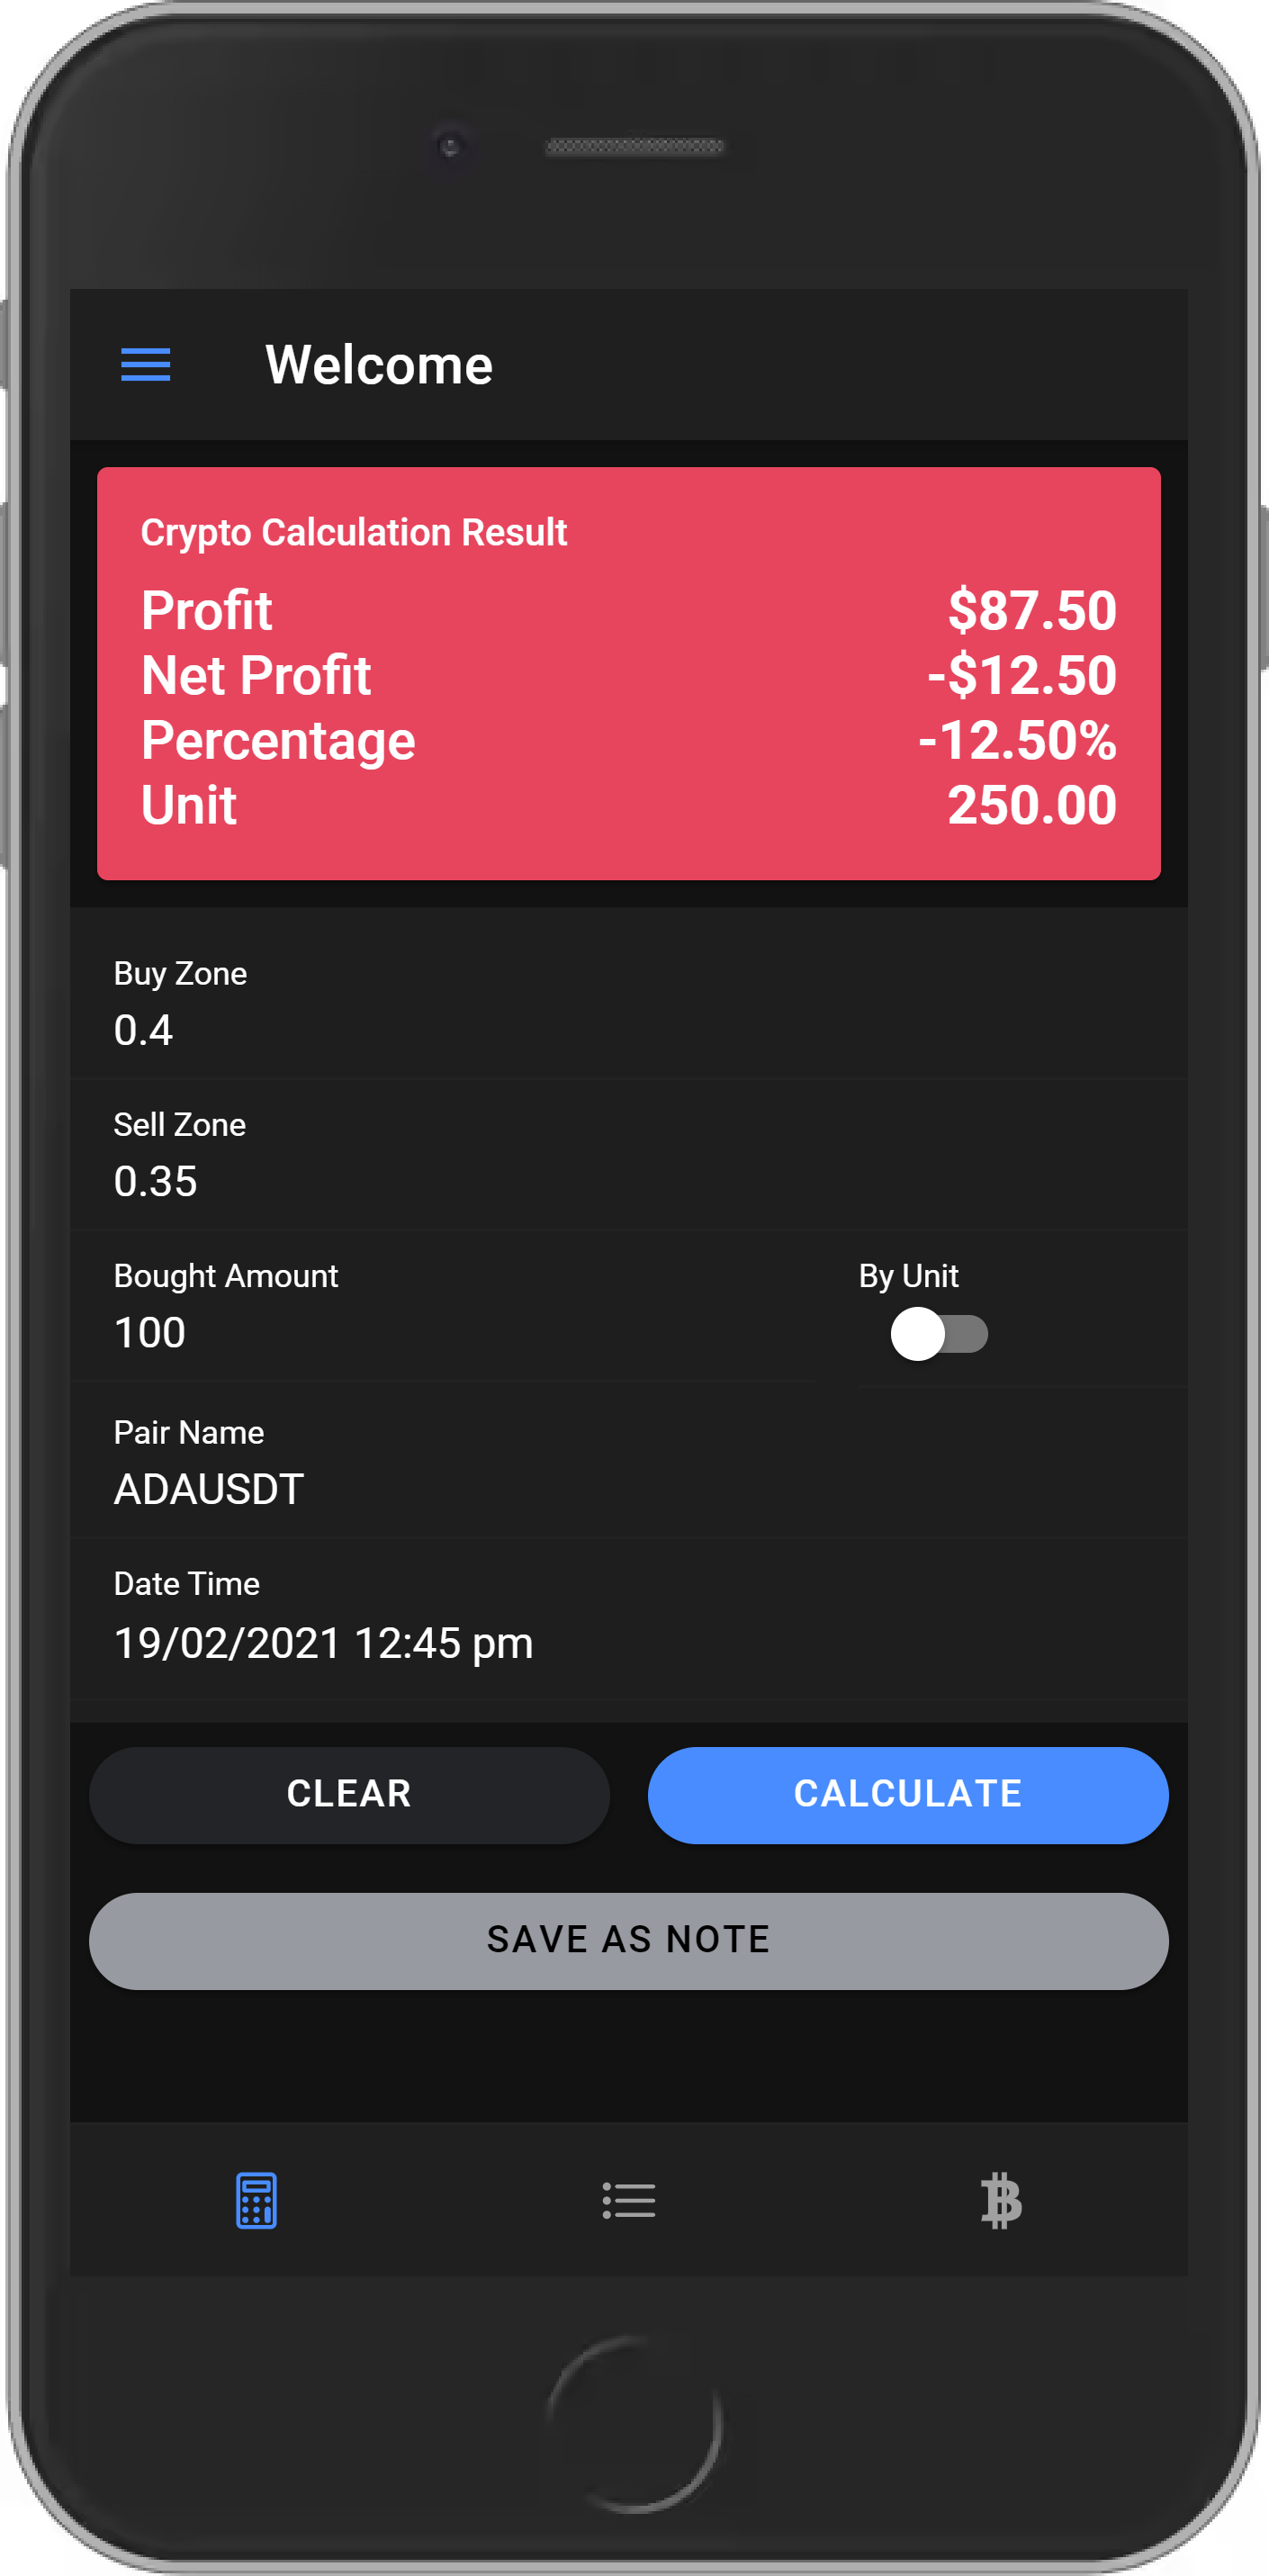 Welcome
Crypto Calculation Result
Profit $87.50
Net Profit -$12.50
Percentage -12.50%
Unit 250.00
Buy Zone
0.4
Sell Zone
0.35
Bought Amount By Unit
100
Pair Name
ADAUSDT
Date Time
19/02/2021 12:45 pm
CLEAR CALCULATE
SAVE AS NOTE